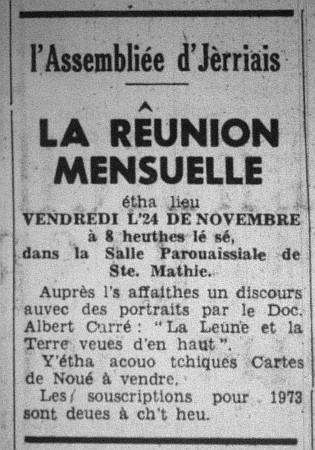 l'Assembliée d'Jèrriais
LA RÊUNION
MENSUELLE
étha lieu
VENDREDI L'24 DE NOVEMBRE
à 8 heuthes lé sé,
dans la Salle Parouaîssiale de
Ste. Mathie.
Auprès l's affaithes un discours
auvec des portraits par le Doc.
Albert Curré: "La Leune et la
Terre veues d'en haut".
Y'étha acouo tchiques Cartes
de Noué à vendre.
Les souscriptions pour 1973
sont deues à ch't heu.